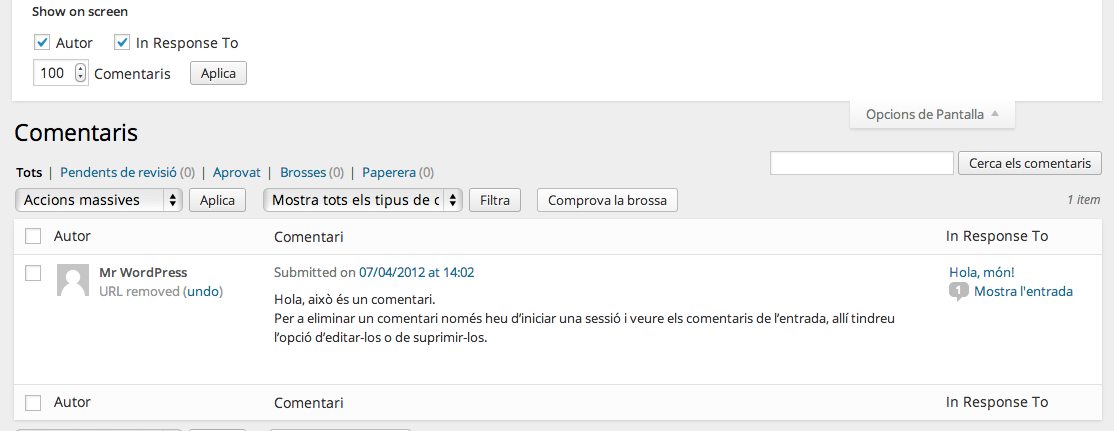 Show on screen
Autor In Response To
100 Comentaris Aplica
Opcions de Pantalla
Comentaris
Tots | Pendents de revisió (0) | Aprovat | Brosses (0) | Paperera (0)
Cerca els comentaris
Accions massives Aplica Mostra tots els tipus de c Filtra Comprova la brossa
1 ítem
Autor Comentari In Response To
Mr WordPress Submitted on 07/04/2012 at 14:02 Hola, món!
URL removed (undo) 1 Mostra l'entrada
Hola, això és un comentari.
Per a eliminar un comentari només heu d’iniciar una sessió i veure els comentaris de l’entrada, allí tindreu
l’opció d’editar-los o de suprimir-los.
Autor Comentari In Response To